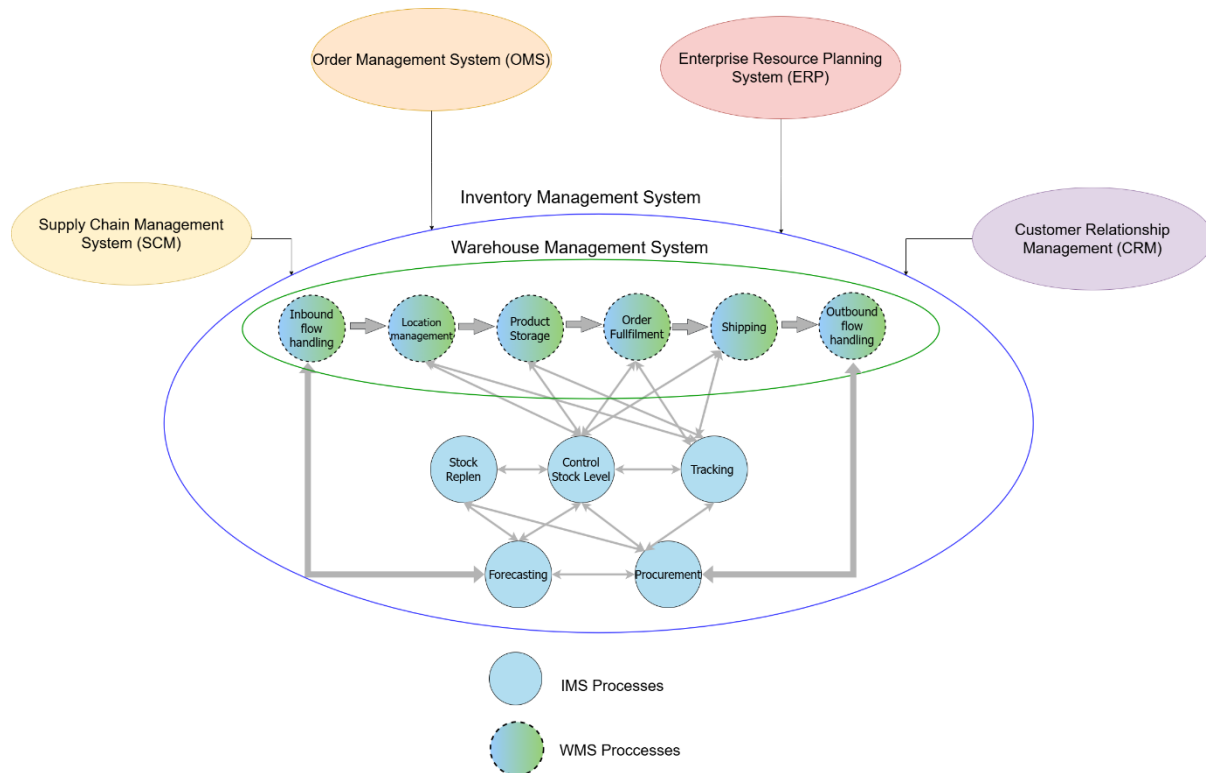 Order Management System (OMS)
Enterprise Resource Planning
System (ERP)
Supply Chain Management
System (SCM)
Inventory Management System
Customer Relationship
Management (CRM)
Warehouse Management System
Inbound
flow
handling
Location
management
Product
Storage
Order
Fullfilment
Shipping
Outbound
flow
handling
Stock
Replen
Control
Stock Level
Tracking
Forecasting
Procurement
IMS Processes
WMS Proccesses